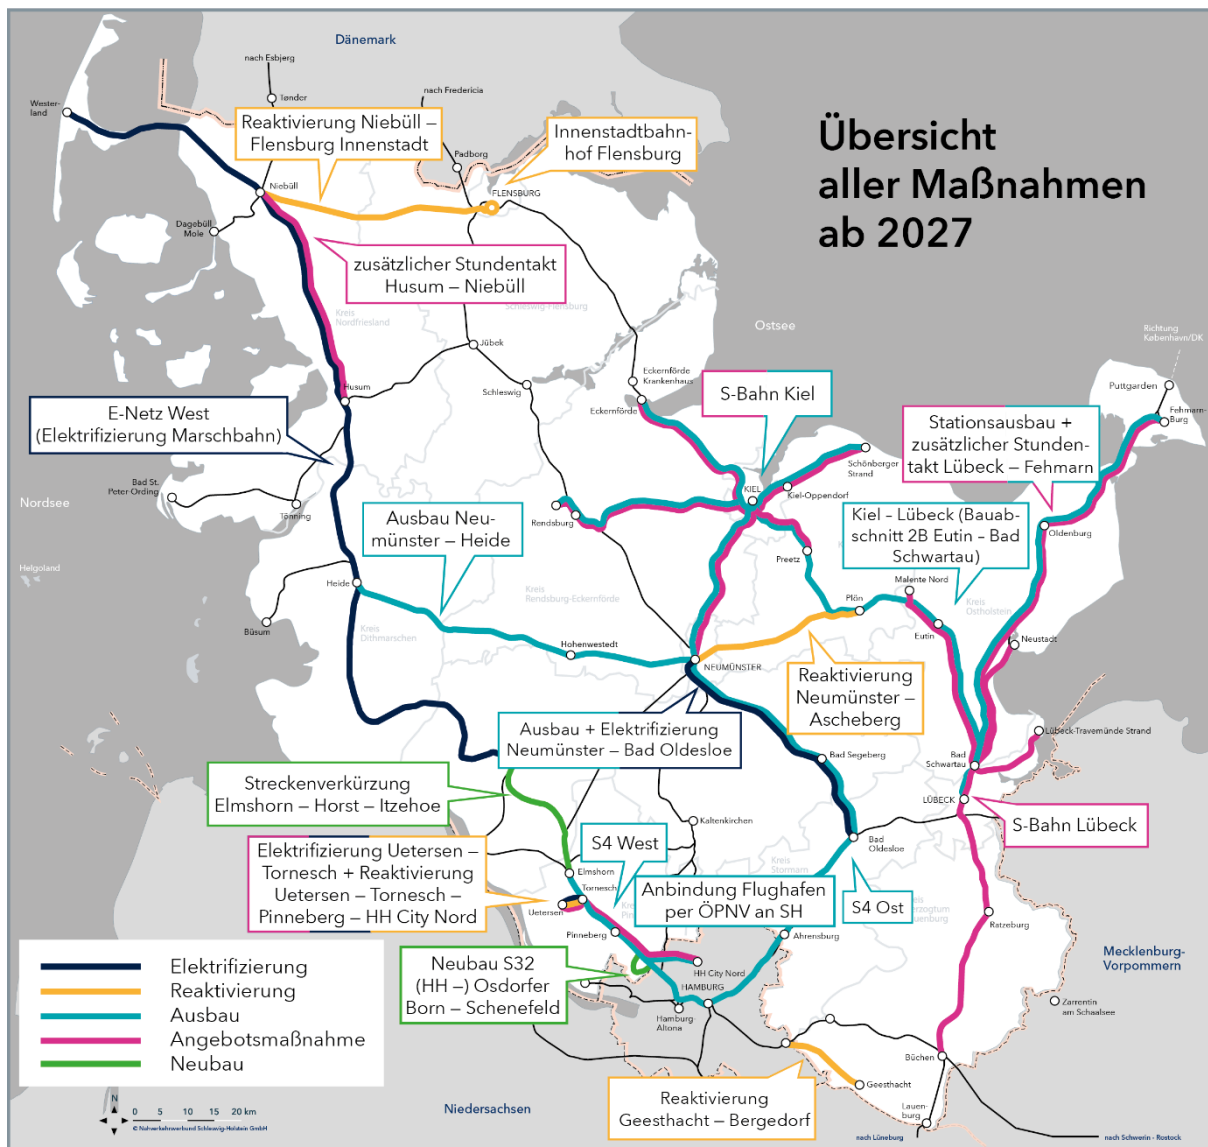 Dänemark
nach Esbjerg
Tønder
nach Fredericia
Padborg
Wester-
land
Reaktivierung Niebüll –
Flensburg Innenstadt
Innenstadtbahn-
hof Flensburg
Übersicht
aller Maßnahmen
ab 2027
Niebüll
FLENSBURG
Dagebüll
Mole
zusätzlicher Stundentakt
Husum – Niebüll
Schleswig-Flensburg
Kreis
Nordfriesland
Ostsee
Richtung
København/DK
Jübek
Schleswig
Husum
Eckernförde
Krankenhaus
Eckernförde
S-Bahn Kiel
Puttgarden
Fehmarn-
Burg
E-Netz West
(Elektrifizierung Marschbahn)
Stationsausbau +
zusätzlicher Stunden-
takt Lübeck – Fehmarn
Schönberger
Strand
Bad St.
Peter-Ording
Tönning
Nordsee
Rendsburg
KIEL
Kiel-Oppendorf
Ausbau Neu-
münster – Heide
Kiel – Lübeck (Bauab-
schnitt 2B Eutin – Bad
Schwartau)
Oldenburg
Preetz
Helgoland
Heide
Malente Nord
Kreis
Rendsburg-Eckernförde
Plön
Kreis
Ostholstein
Büsum
Kreis
Dithmarschen
Eutin
Neustadt
Hohenwestedt
NEUMÜNSTER
Reaktivierung
Neumünster –
Ascheberg
Ausbau + Elektrifizierung
Neumünster – Bad Oldesloe
Lübeck-Travemünde Strand
Bad Segeberg
Bad
Schwartau
Streckenverkürzung
Elmshorn – Horst – Itzehoe
LÜBECK
Kaltenkirchen
S-Bahn Lübeck
Elektrifizierung Uetersen –
Tornesch + Reaktivierung
Uetersen – Tornesch –
Pinneberg – HH City Nord
S4 West
Bad
Oldesloe
Kreis
Stormarn
Elmshorn
Tornesch
Anbindung Flughafen
per ÖPNV an SH
S4 Ost
Uetersen
Pinneberg
Ahrensburg
Ratzeburg
Mecklenburg-
Vorpommern
Elektrifizierung
Reaktivierung
Ausbau
Angebotsmaßnahme
Neubau
Neubau S32
(HH –) Osdorfer
Born – Schenefeld
HH City Nord
HAMBURG
Hamburg-
Altona
Zarrentin
am Schaalsee
Büchen
Geesthacht
Reaktivierung
Geesthacht – Bergedorf
Lauen-
burg
Niedersachsen
nach Lüneburg
nach Schwerin - Rostock
N
0 5 10 15 20 km
© Nahverkehrsverbund Schleswig-Holstein GmbH